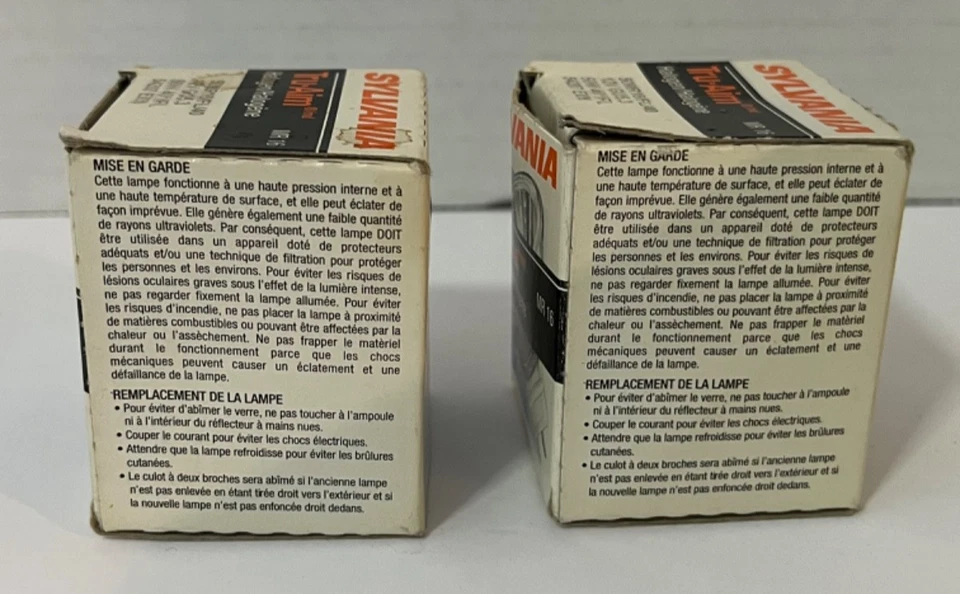 SYLVANIA
Tru-Aim
MR 16
MISE EN GARDE
Cette lampe fonctionne à une haute pression interne et à
une haute température de surface, et elle peut éclater de
façon imprévue. Elle génère également une faible quantité
de rayons ultraviolets. Par conséquent, cette lampe DOIT
être utilisée dans un appareil doté de protecteurs
adéquats et/ou une technique de filtration pour protéger
les personnes et les environs. Pour éviter les risques de
lésions oculaires graves sous l'effet de la lumière intense,
ne pas regarder fixement la lampe allumée. Pour éviter
les risques d'incendie, ne pas placer la lampe à proximité
de matières combustibles ou pouvant être affectées par la
chaleur ou l'assèchement. Ne pas frapper le matèriel
durant le fonctionnement parce que les chocs
mécaniques peuvent causer un éclatement et une
défaillance de la lampe.
REMPLACEMENT DE LA LAMPE
• Pour éviter d'abîmer le verre, ne pas toucher à l'ampoule
ni à l'intérieur du réflecteur à mains nues.
• Couper le courant pour éviter les chocs électriques.
• Attendre que la lampe refroidisse pour éviter les brûlures
cutanées.
• Le culot à deux broches sera abîmé si l'ancienne lampe
n'est pas enlevée en étant tirée droit vers l'extérieur et si
la nouvelle lampe n'est pas enfoncée droit dedans.
SYLVANIA
Tru-Aim
Halogen/Halogène
MR 16
VANIA
MR 16
MISE EN GARDE
Cette lampe fonctionne à une haute pression interne et à
une haute température de surface, et elle peut éclater de
façon imprévue. Elle génère également une faible quantité
de rayons ultraviolets. Par conséquent, cette lampe DOIT
être utilisée dans un appareil doté de protecteurs
adéquats et/ou une technique de filtration pour protéger
les personnes et les environs. Pour éviter les risques de
lésions oculaires graves sous l'effet de la lumière intense,
ne pas regarder fixement la lampe allumée. Pour éviter
les risques d'incendie, ne pas placer la lampe à proximité
de matières combustibles ou pouvant être affectées par la
chaleur ou l'assèchement. Ne pas frapper le matèriel
durant le fonctionnement parce que les chocs
mécaniques peuvent causer un éclatement et une
défaillance de la lampe.
REMPLACEMENT DE LA LAMPE
• Pour éviter d'abîmer le verre, ne pas toucher à l'ampoule
ni à l'intérieur du réflecteur à mains nues.
• Couper le courant pour éviter les chocs électriques.
• Attendre que la lampe refroidisse pour éviter les brûlures
cutanées.
• Le culot à deux broches sera abîmé si l'ancienne lampe
n'est pas enlevée en étant tirée droit vers l'extérieur et si
la nouvelle lampe n'est pas enfoncée droit dedans.